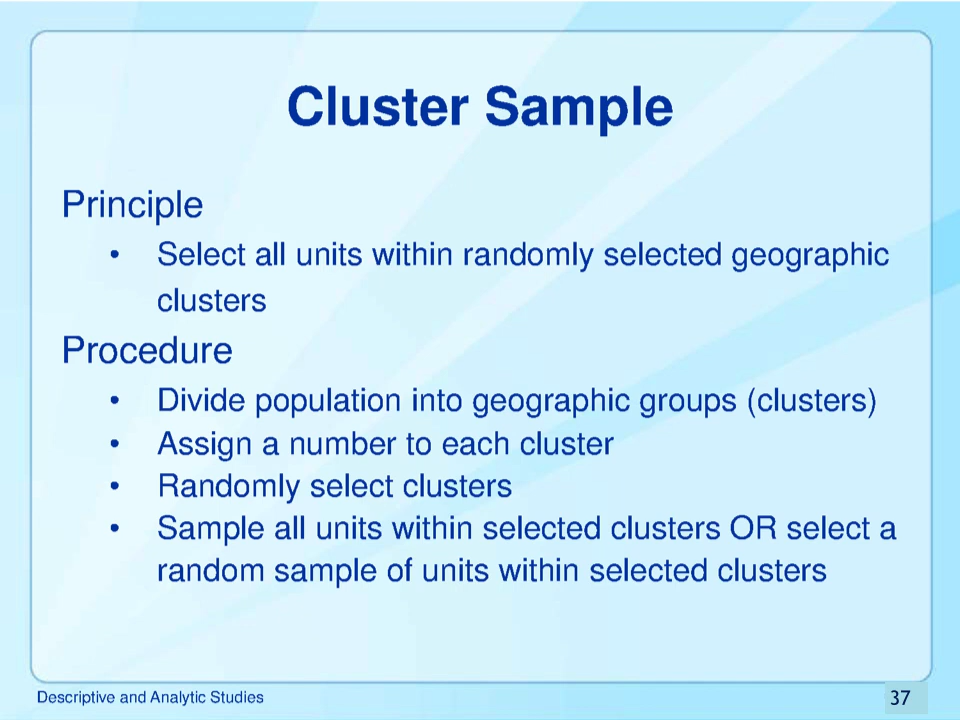 Cluster Sample
Principle
• Select all units within randomly selected geographic
clusters
Procedure
• Divide population into geographic groups (clusters)
• Assign a number to each cluster
• Randomly select clusters
• Sample all units within selected clusters OR select a
random sample of units within selected clusters
Descriptive and Analytic Studies
37